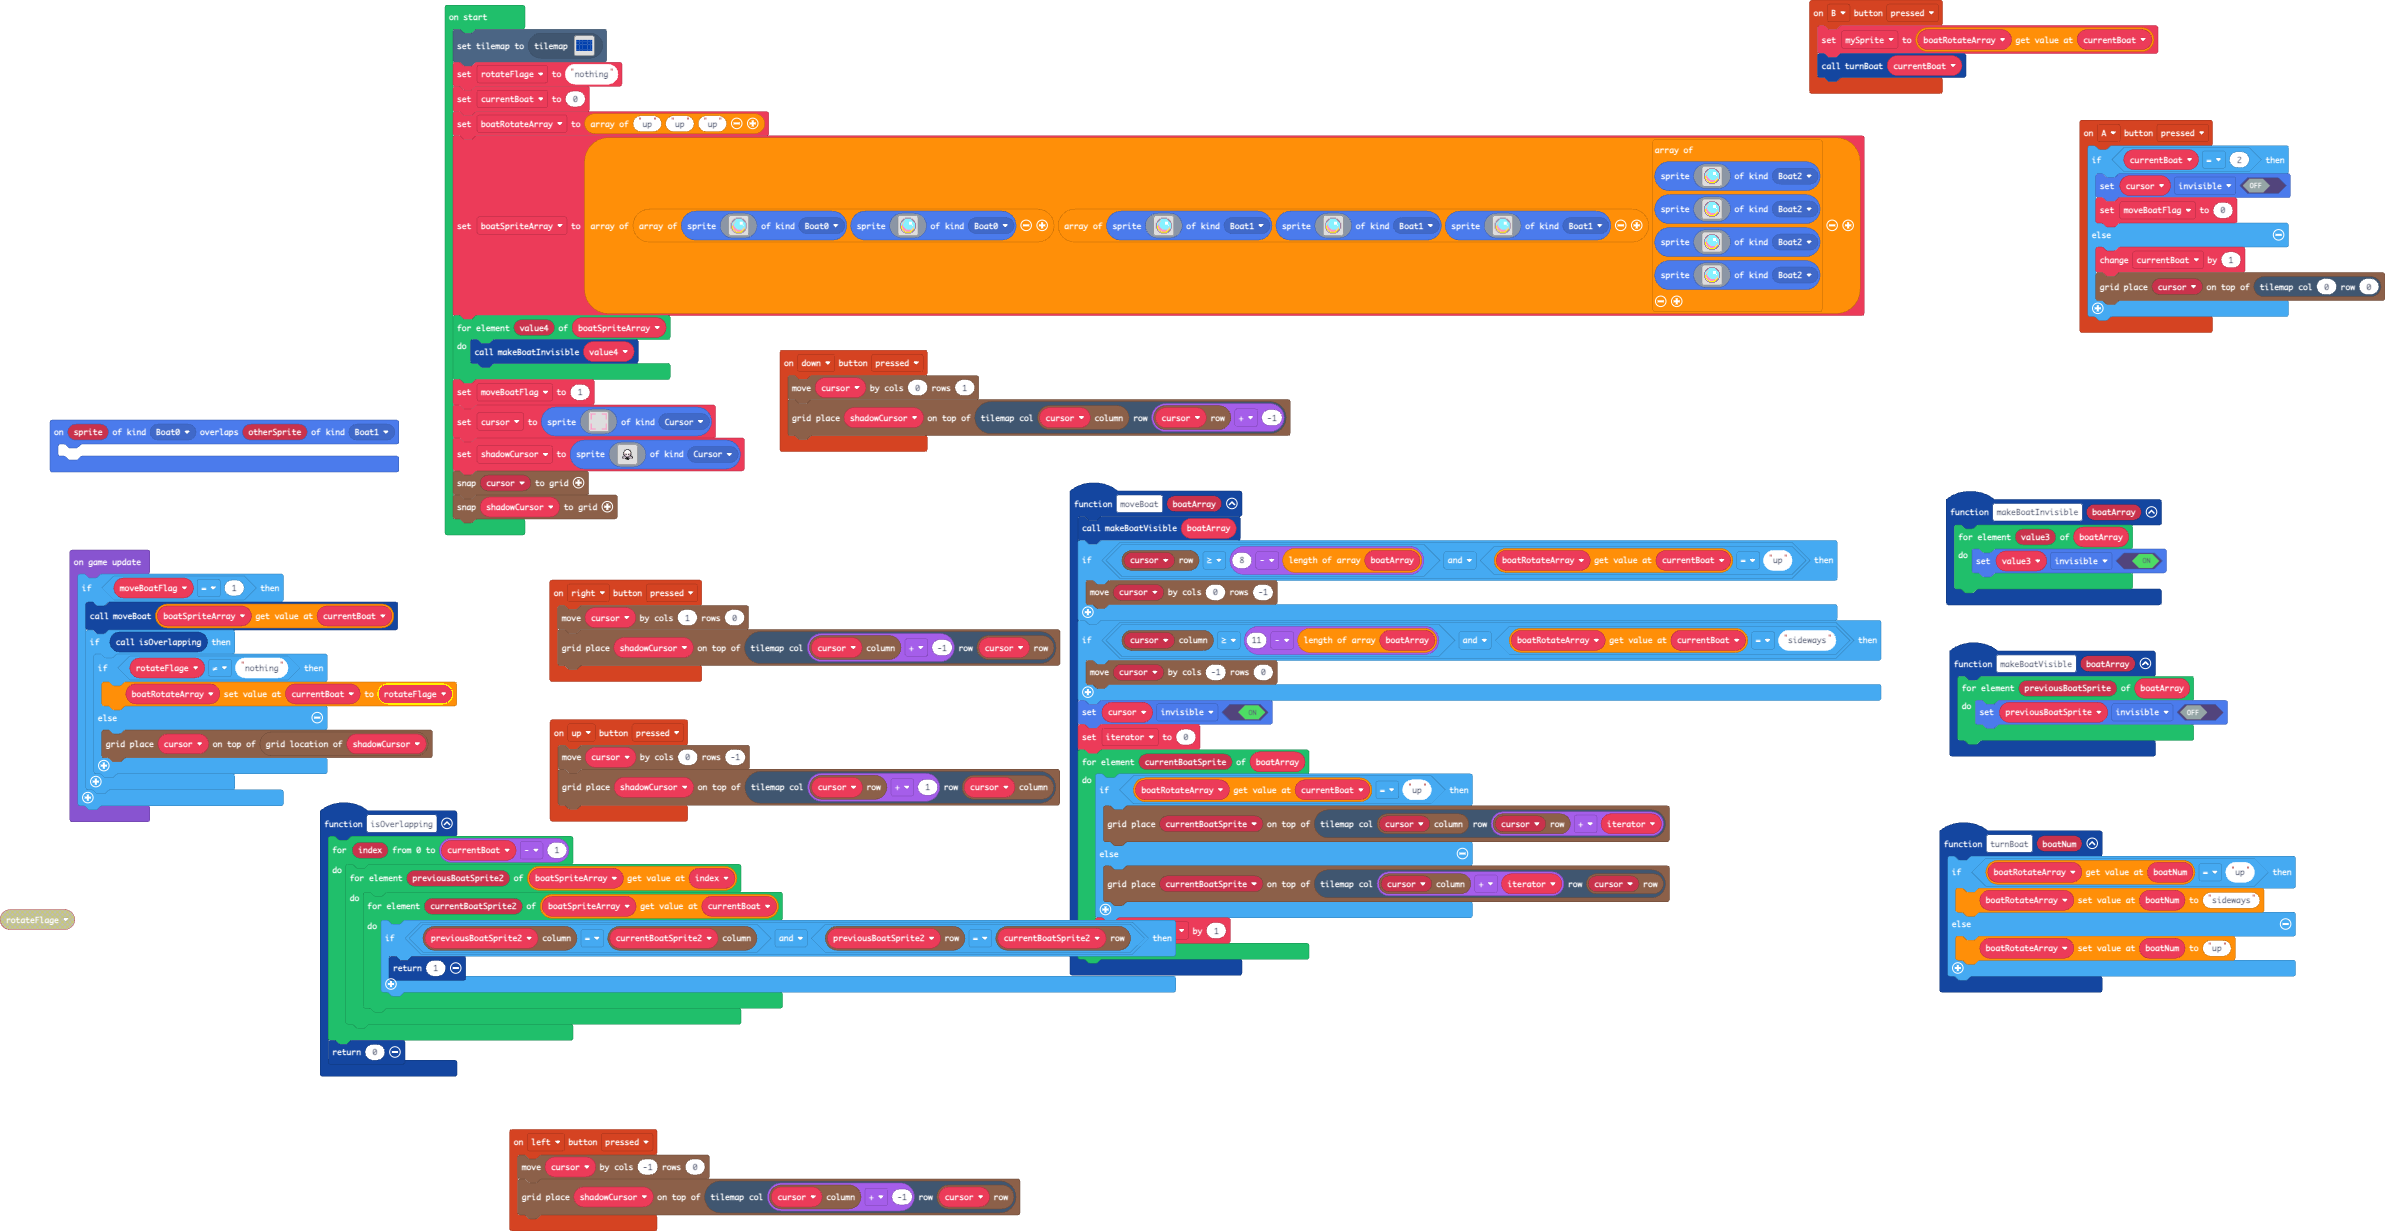 on start
set tilemap to tilemap
set rotateFlage to "nothing"
set currentBoat to 0
set boatRotateArray to array of "up" "up" "up"
set boatSpriteArray to array of array of sprite of kind Boat0 sprite of kind Boat0 array of sprite of kind Boat1 sprite of kind Boat1 sprite of kind Boat1
array of
sprite of kind Boat2
sprite of kind Boat2
sprite of kind Boat2
sprite of kind Boat2
for element value4 of boatSpriteArray
do call makeBoatInvisible value4
set moveBoatFlag to 1
set cursor to sprite of kind Cursor
set shadowCursor to sprite of kind Cursor
snap cursor to grid
snap shadowCursor to grid
on B button pressed
set mySprite to boatRotateArray get value at currentBoat
call turnBoat currentBoat
on A button pressed
if currentBoat = 2 then
set cursor invisible OFF
set moveBoatFlag to 0
else
change currentBoat by 1
grid place cursor on top of tilemap col 0 row 0
on down button pressed
move cursor by cols 0 rows 1
grid place shadowCursor on top of tilemap col cursor column row cursor row + -1
on sprite of kind Boat0 overlaps otherSprite of kind Boat1
on game update
if moveBoatFlag = 1 then
call moveBoat boatSpriteArray get value at currentBoat
if call isOverlapping then
if rotateFlage ≠ "nothing" then
boatRotateArray set value at currentBoat to rotateFlage
else
grid place cursor on top of grid location of shadowCursor
on right button pressed
move cursor by cols 1 rows 0
grid place shadowCursor on top of tilemap col cursor column + -1 row cursor row
on up button pressed
move cursor by cols 0 rows -1
grid place shadowCursor on top of tilemap col cursor row + 1 row cursor column
function moveBoat boatArray
call makeBoatVisible boatArray
if cursor row ≥ 8 - length of array boatArray and boatRotateArray get value at currentBoat = "up" then
move cursor by cols 0 rows -1
if cursor column ≥ 11 - length of array boatArray and boatRotateArray get value at currentBoat = "sideways" then
move cursor by cols -1 rows 0
set cursor invisible ON
set iterator to 0
for element currentBoatSprite of boatArray
do if boatRotateArray get value at currentBoat = "up" then
grid place currentBoatSprite on top of tilemap col cursor column row cursor row + iterator
else
grid place currentBoatSprite on top of tilemap col cursor column + iterator row cursor row
by 1
function makeBoatInvisible boatArray
for element value3 of boatArray
do set value3 invisible ON
function makeBoatVisible boatArray
for element previousBoatSprite of boatArray
do set previousBoatSprite invisible OFF
function turnBoat boatNum
if boatRotateArray get value at boatNum = "up" then
boatRotateArray set value at boatNum to "sideways"
else
boatRotateArray set value at boatNum to "up"
function isOverlapping
for index from 0 to currentBoat - 1
do for element previousBoatSprite2 of boatSpriteArray get value at index
do for element currentBoatSprite2 of boatSpriteArray get value at currentBoat
do if previousBoatSprite2 column = currentBoatSprite2 column and previousBoatSprite2 row = currentBoatSprite2 row then
return 1
return 0
rotateFlage
on left button pressed
move cursor by cols -1 rows 0
grid place shadowCursor on top of tilemap col cursor column + -1 row cursor row